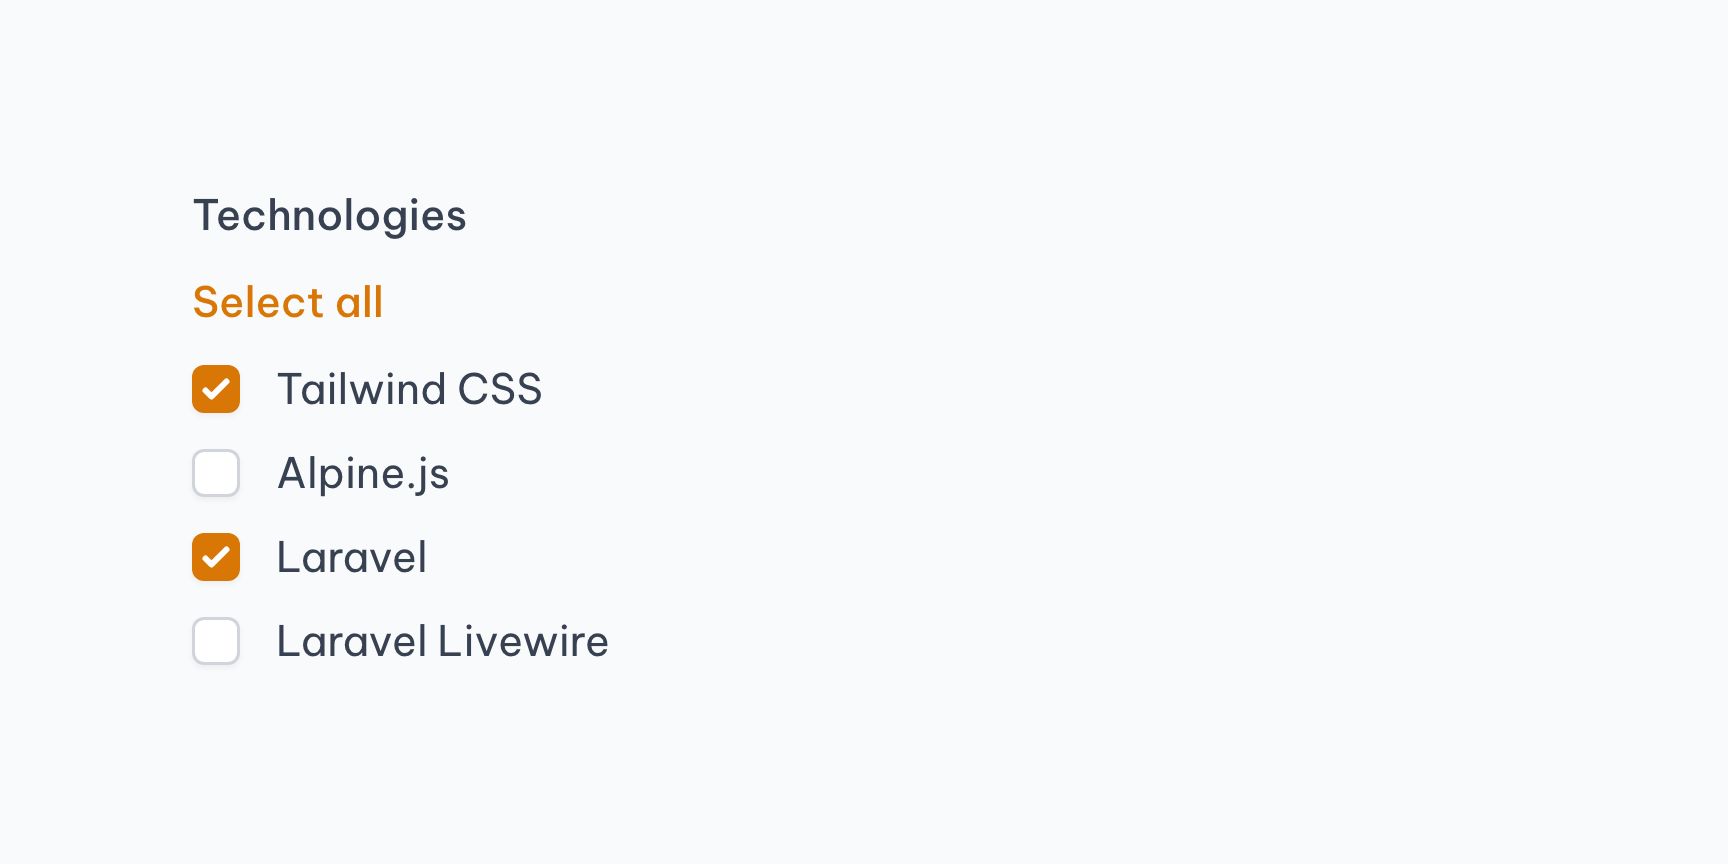 Technologies
Select all
Tailwind CSS
Alpine.js
Laravel
Laravel Livewire